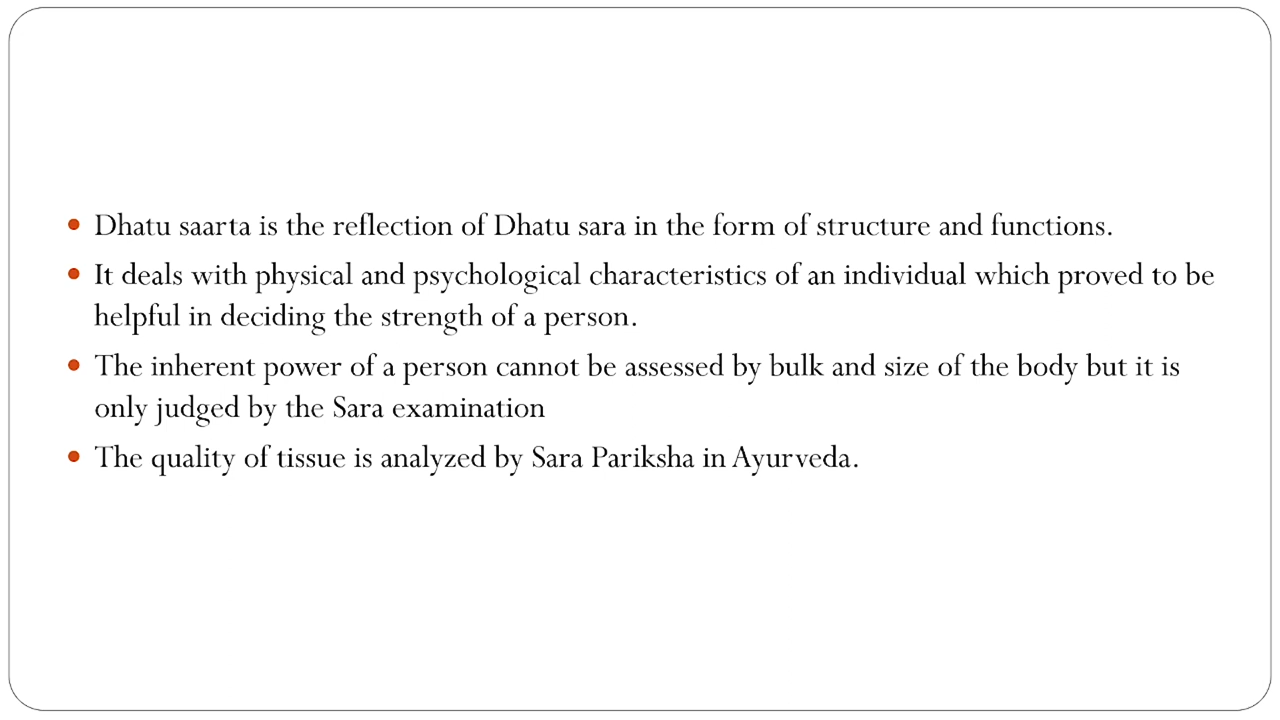 Dhatu saarta is the reflection of Dhatu sara in the form of structure and functions.
It deals with physical and psychological characteristics of an individual which proved to be
helpful in deciding the strength of a person.
The inherent power of a person cannot be assessed by bulk and size of the body but it is
only judged by the Sara examination
The quality of tissue is analyzed by Sara Pariksha in Ayurveda.